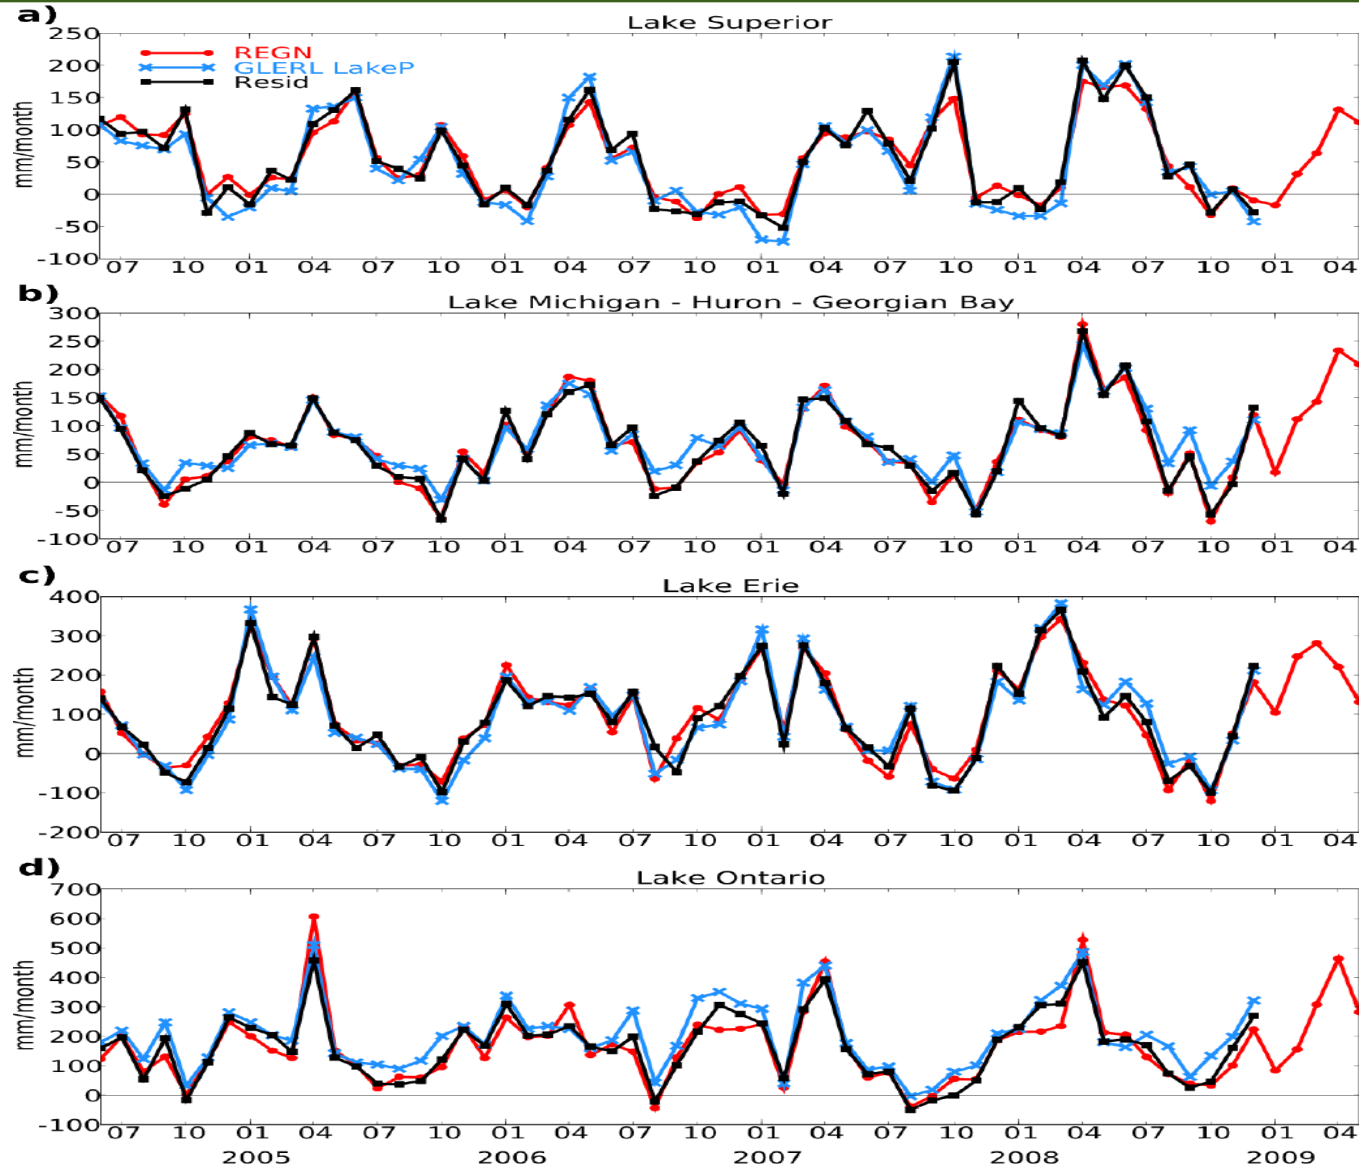 a)
Lake Superior
REGN
GLERL LakeP
Resid
mm/month
250
200
150
100
50
0
-50
-100
07 10 01 04 07 10 01 04 07 10 01 04 07 10 01 04 07 10 01 04
b)
Lake Michigan - Huron - Georgian Bay
mm/month
300
250
200
150
100
50
0
-50
-100
07 10 01 04 07 10 01 04 07 10 01 04 07 10 01 04 07 10 01 04
c)
Lake Erie
mm/month
400
300
200
100
0
-100
-200
07 10 01 04 07 10 01 04 07 10 01 04 07 10 01 04 07 10 01 04
d)
Lake Ontario
mm/month
700
600
500
400
300
200
100
0
-100
07 10 01 04 07 10 01 04 07 10 01 04 07 10 01 04 07 10 01 04
2005 2006 2007 2008 2009